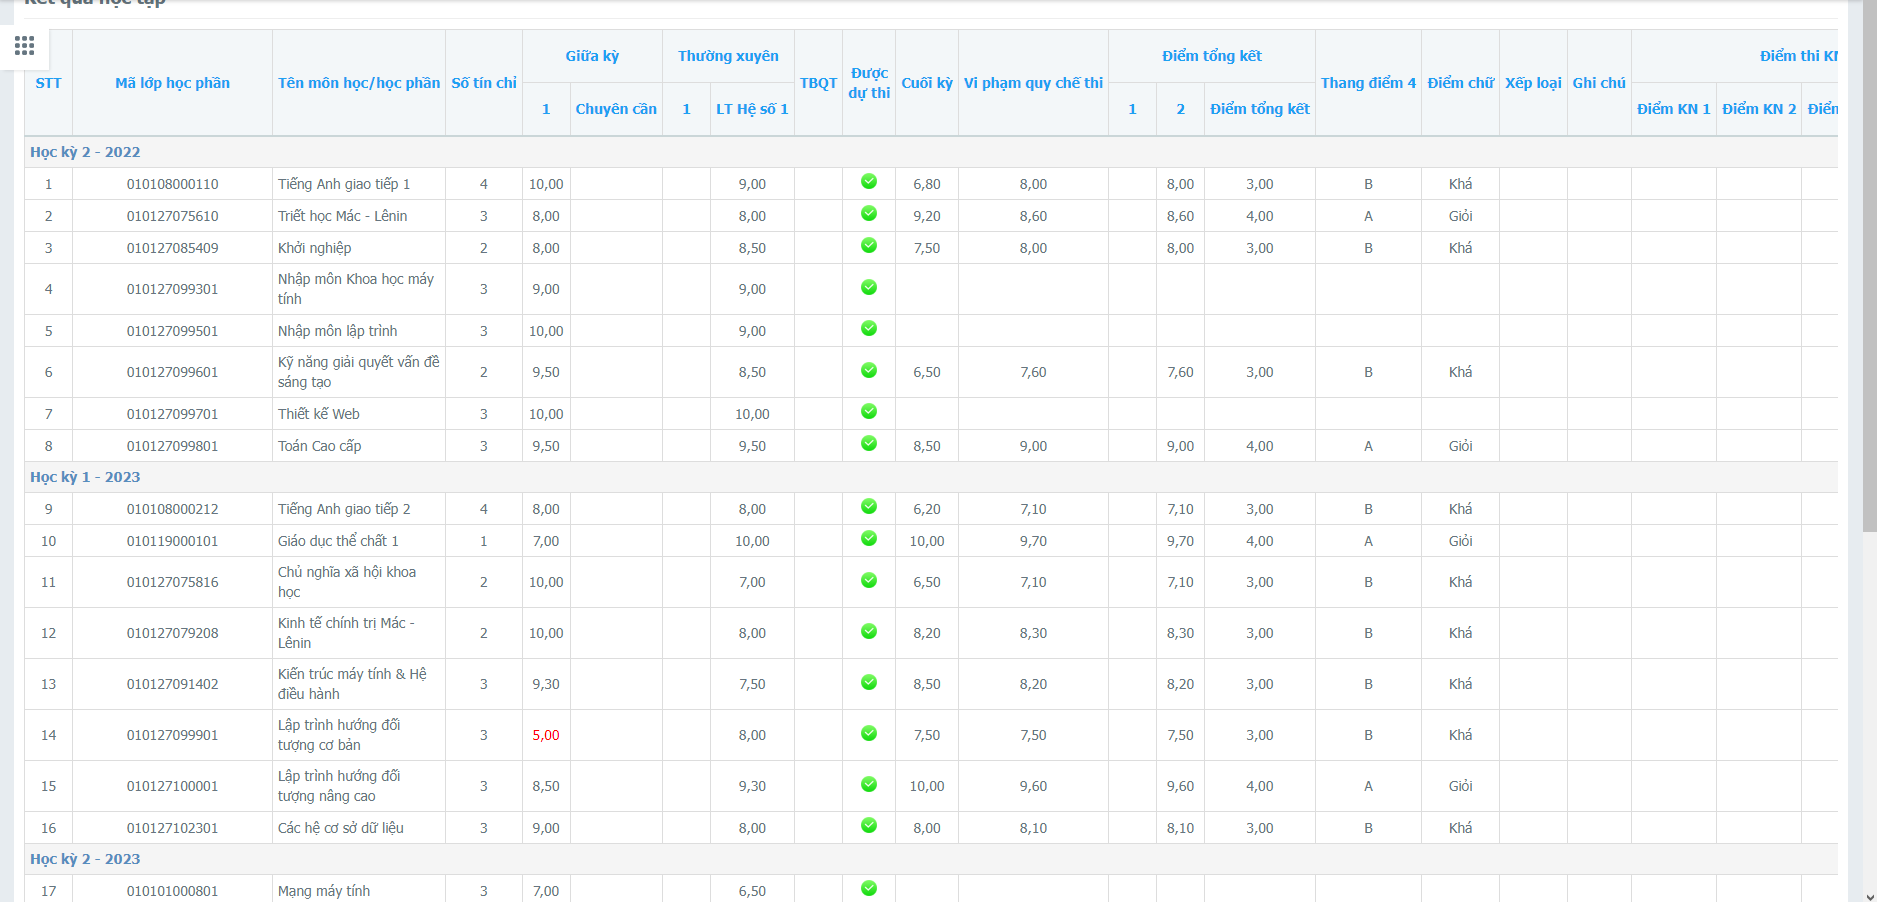 Kết quả học tập
STT Mã lớp học phần Tên môn học/học phần Số tín chỉ Giữa kỳ Thường xuyên TBQT Được dự thi Cuối kỳ Vi phạm quy chế thi Điểm tổng kết Thang điểm 4 Điểm chữ Xếp loại Ghi chú Điểm thi KN
1 Chuyên cần 1 LT Hệ số 1 1 2 Điểm tổng kết Điểm KN 1 Điểm KN 2 Điểm
Học kỳ 2 - 2022
1 010108000110 Tiếng Anh giao tiếp 1 4 10,00 9,00 6,80 8,00 8,00 3,00 B Khá
2 010127075610 Triết học Mác - Lênin 3 8,00 8,00 9,20 8,60 8,60 4,00 A Giỏi
3 010127085409 Khởi nghiệp 2 8,00 8,50 7,50 8,00 8,00 3,00 B Khá
4 010127099301 Nhập môn Khoa học máy tính 3 9,00 9,00
5 010127099501 Nhập môn lập trình 3 10,00 9,00
6 010127099601 Kỹ năng giải quyết vấn đề sáng tạo 2 9,50 8,50 6,50 7,60 7,60 3,00 B Khá
7 010127099701 Thiết kế Web 3 10,00 10,00
8 010127099801 Toán Cao cấp 3 9,50 9,50 8,50 9,00 9,00 4,00 A Giỏi
Học kỳ 1 - 2023
9 010108000212 Tiếng Anh giao tiếp 2 4 8,00 8,00 6,20 7,10 7,10 3,00 B Khá
10 010119000101 Giáo dục thể chất 1 1 7,00 10,00 10,00 9,70 9,70 4,00 A Giỏi
11 010127075816 Chủ nghĩa xã hội khoa học 2 10,00 7,00 6,50 7,10 7,10 3,00 B Khá
12 010127079208 Kinh tế chính trị Mác - Lênin 2 10,00 8,00 8,20 8,30 8,30 3,00 B Khá
13 010127091402 Kiến trúc máy tính & Hệ điều hành 3 9,30 7,50 8,50 8,20 8,20 3,00 B Khá
14 010127099901 Lập trình hướng đối tượng cơ bản 3 5,00 8,00 7,50 7,50 7,50 3,00 B Khá
15 010127100001 Lập trình hướng đối tượng nâng cao 3 8,50 9,30 10,00 9,60 9,60 4,00 A Giỏi
16 010127102301 Các hệ cơ sở dữ liệu 3 9,00 8,00 8,00 8,10 8,10 3,00 B Khá
Học kỳ 2 - 2023
17 010101000801 Mạng máy tính 3 7,00 6,50